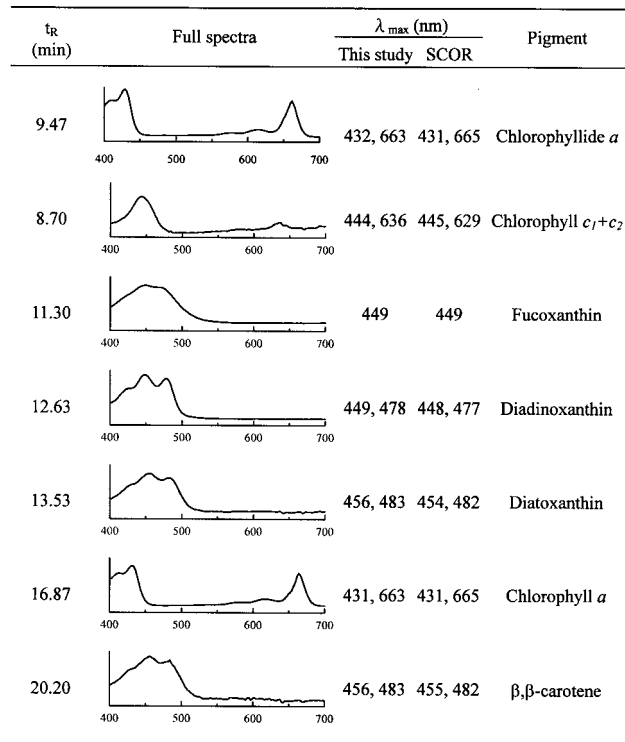 tR (min) Full spectra λ max (nm) Pigment
This study SCOR
9.47 432, 663 431, 665 Chlorophyllide a
400 500 600 700
8.70 444, 636 445, 629 Chlorophyll c1+c2
400 500 600 700
11.30 449 449 Fucoxanthin
400 500 600 700
12.63 449, 478 448, 477 Diadinoxanthin
400 500 600 700
13.53 456, 483 454, 482 Diatoxanthin
400 500 600 700
16.87 431, 663 431, 665 Chlorophyll a
400 500 600 700
20.20 456, 483 455, 482 β,β-carotene
400 500 600 700